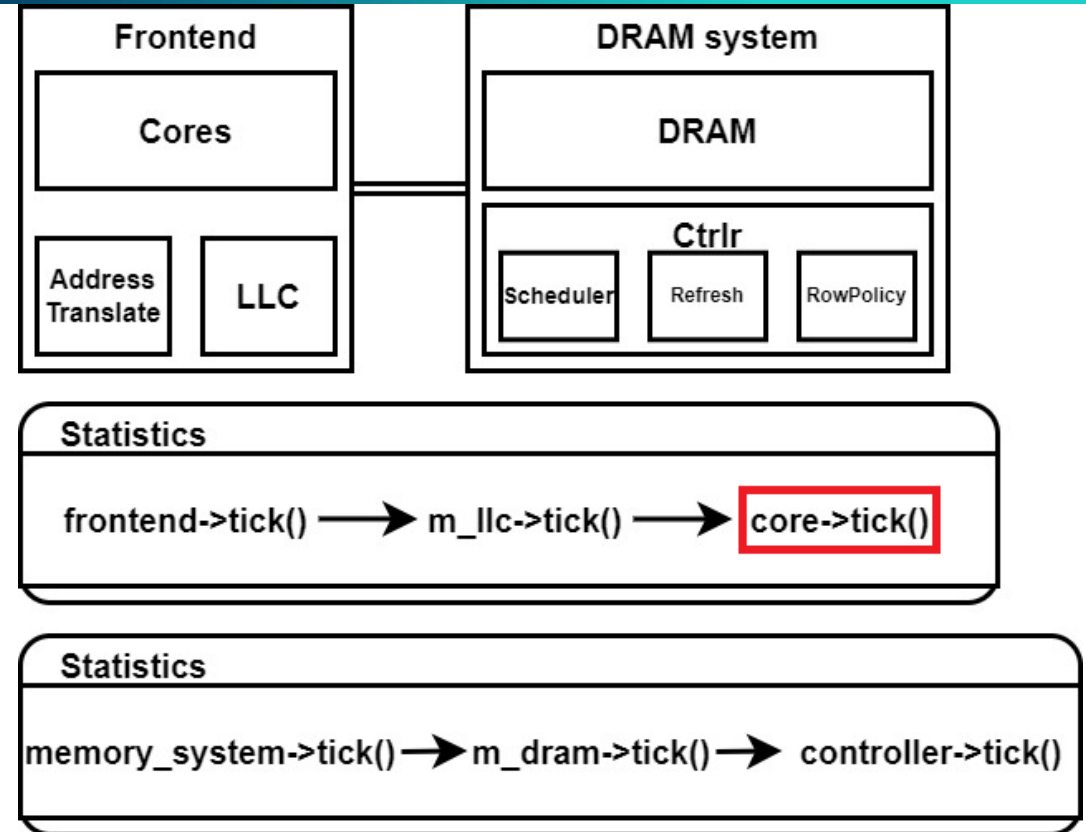 Frontend
Cores
Address
Translate
LLC
DRAM system
DRAM
Ctrlr
Scheduler
Refresh
RowPolicy
Statistics
frontend->tick()
m_llc->tick()
core->tick()
Statistics
memory_system->tick()
m_dram->tick()
controller->tick()